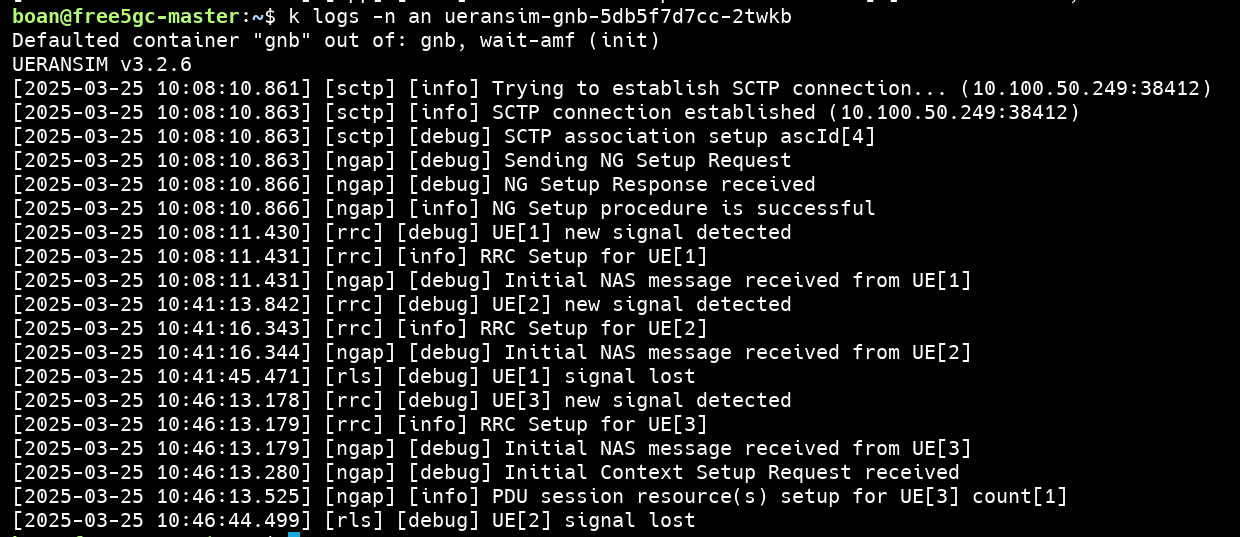 boan@free5gc-master:~$ k logs -n an ueransim-gnb-5db5f7d7cc-2twkb
Defaulted container "gnb" out of: gnb, wait-amf (init)
UERANSIM v3.2.6
[2025-03-25 10:08:10.861] [sctp] [info] Trying to establish SCTP connection... (10.100.50.249:38412)
[2025-03-25 10:08:10.863] [sctp] [info] SCTP connection established (10.100.50.249:38412)
[2025-03-25 10:08:10.863] [sctp] [debug] SCTP association setup ascId[4]
[2025-03-25 10:08:10.863] [ngap] [debug] Sending NG Setup Request
[2025-03-25 10:08:10.866] [ngap] [debug] NG Setup Response received
[2025-03-25 10:08:10.866] [ngap] [info] NG Setup procedure is successful
[2025-03-25 10:08:11.430] [rrc] [debug] UE[1] new signal detected
[2025-03-25 10:08:11.431] [rrc] [info] RRC Setup for UE[1]
[2025-03-25 10:08:11.431] [ngap] [debug] Initial NAS message received from UE[1]
[2025-03-25 10:41:13.842] [rrc] [debug] UE[2] new signal detected
[2025-03-25 10:41:16.343] [rrc] [info] RRC Setup for UE[2]
[2025-03-25 10:41:16.344] [ngap] [debug] Initial NAS message received from UE[2]
[2025-03-25 10:41:45.471] [rls] [debug] UE[1] signal lost
[2025-03-25 10:46:13.178] [rrc] [debug] UE[3] new signal detected
[2025-03-25 10:46:13.179] [rrc] [info] RRC Setup for UE[3]
[2025-03-25 10:46:13.179] [ngap] [debug] Initial NAS message received from UE[3]
[2025-03-25 10:46:13.280] [ngap] [debug] Initial Context Setup Request received
[2025-03-25 10:46:13.525] [ngap] [info] PDU session resource(s) setup for UE[3] count[1]
[2025-03-25 10:46:44.499] [rls] [debug] UE[2] signal lost